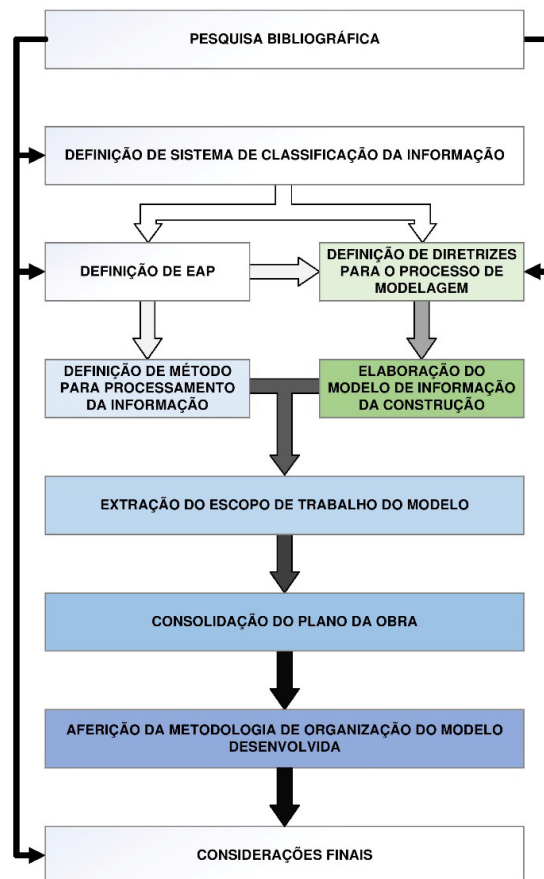 PESQUISA BIBLIOGRÁFICA
DEFINIÇÃO DE SISTEMA DE CLASSIFICAÇÃO DA INFORMAÇÃO
DEFINIÇÃO DE EAP
DEFINIÇÃO DE DIRETRIZES
PARA O PROCESSO DE
MODELAGEM
DEFINIÇÃO DE MÉTODO
PARA PROCESSAMENTO
DA INFORMAÇÃO
ELABORAÇÃO DO
MODELO DE INFORMAÇÃO
DA CONSTRUÇÃO
EXTRAÇÃO DO ESCOPO DE TRABALHO DO MODELO
CONSOLIDAÇÃO DO PLANO DA OBRA
AFERIÇÃO DA METODOLOGIA DE ORGANIZAÇÃO DO MODELO
DESENVOLVIDA
CONSIDERAÇÕES FINAIS